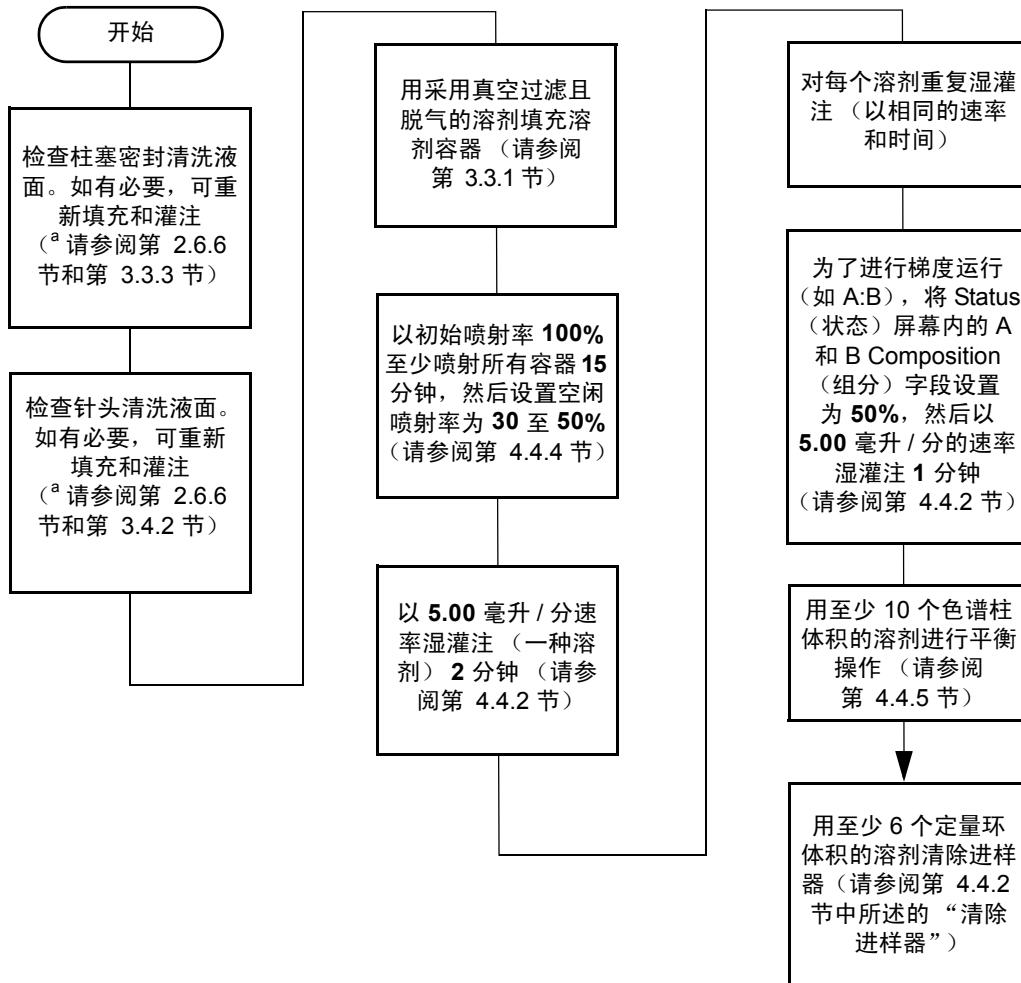 开始
检查柱塞密封清洗液
面。如有必要，可重
新填充和灌注
（a 请参阅第 2.6.6
节和第 3.3.3 节）
检查针头清洗液面。
如有必要，可重新
填充和灌注
（a 请参阅第 2.6.6
节和第 3.4.2 节）
用采用真空过滤且
脱气的溶剂填充溶
剂容器 （请参阅
第 3.3.1 节）
以初始喷射率 100%
至少喷射所有容器 15
分钟，然后设置空闲
喷射率为 30 至 50%
（请参阅第 4.4.4 节）
以 5.00 毫升 / 分速
率湿灌注 （一种溶
剂） 2 分钟 （请参
阅第 4.4.2 节）
对每个溶剂重复湿灌
注 （以相同的速率
和时间）
为了进行梯度运行
（如 A:B），将 Status
（状态）屏幕内的 A
和 B Composition
（组分）字段设置
为 50%，然后以
5.00 毫升 / 分的速率
湿灌注 1 分钟
（请参阅第 4.4.2 节）
用至少 10 个色谱柱
体积的溶剂进行平衡
操作 （请参阅
第 4.4.5 节）
用至少 6 个定量环
体积的溶剂清除进样
器（请参阅第 4.4.2
节中所述的 “清除
进样器”）